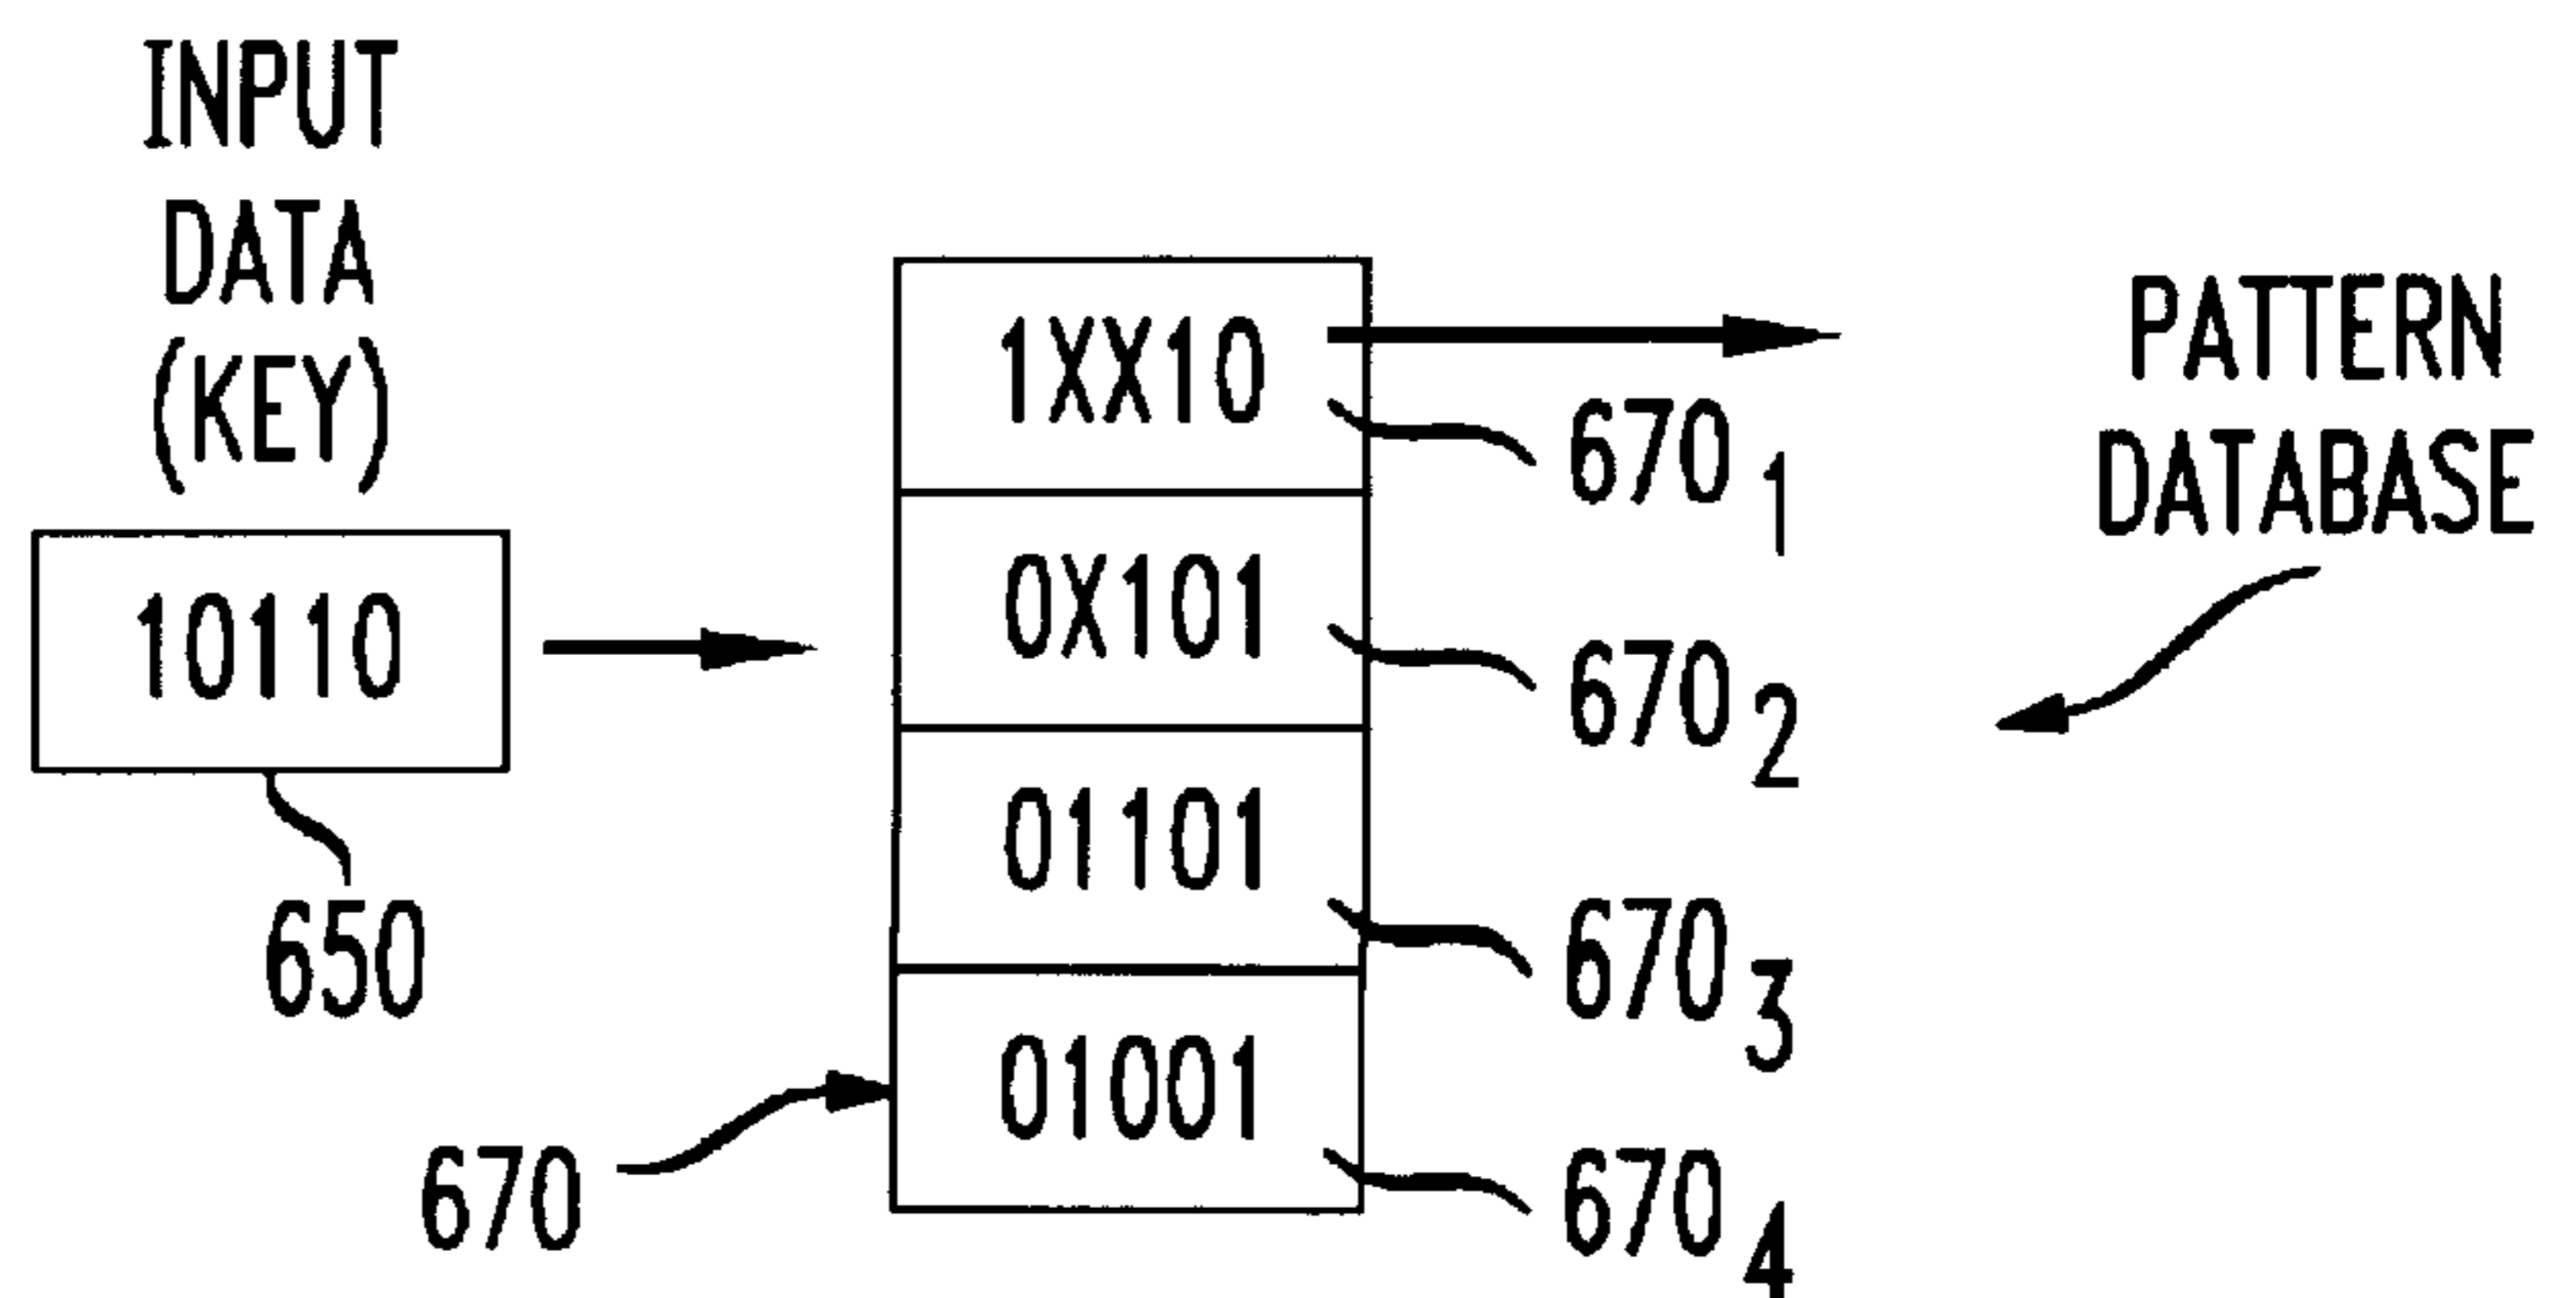 INPUT
DATA
(KEY)
10110
650
1XX10
670 1
0X101
670 2
01101
670 3
01001
670 4
670
PATTERN
DATABASE